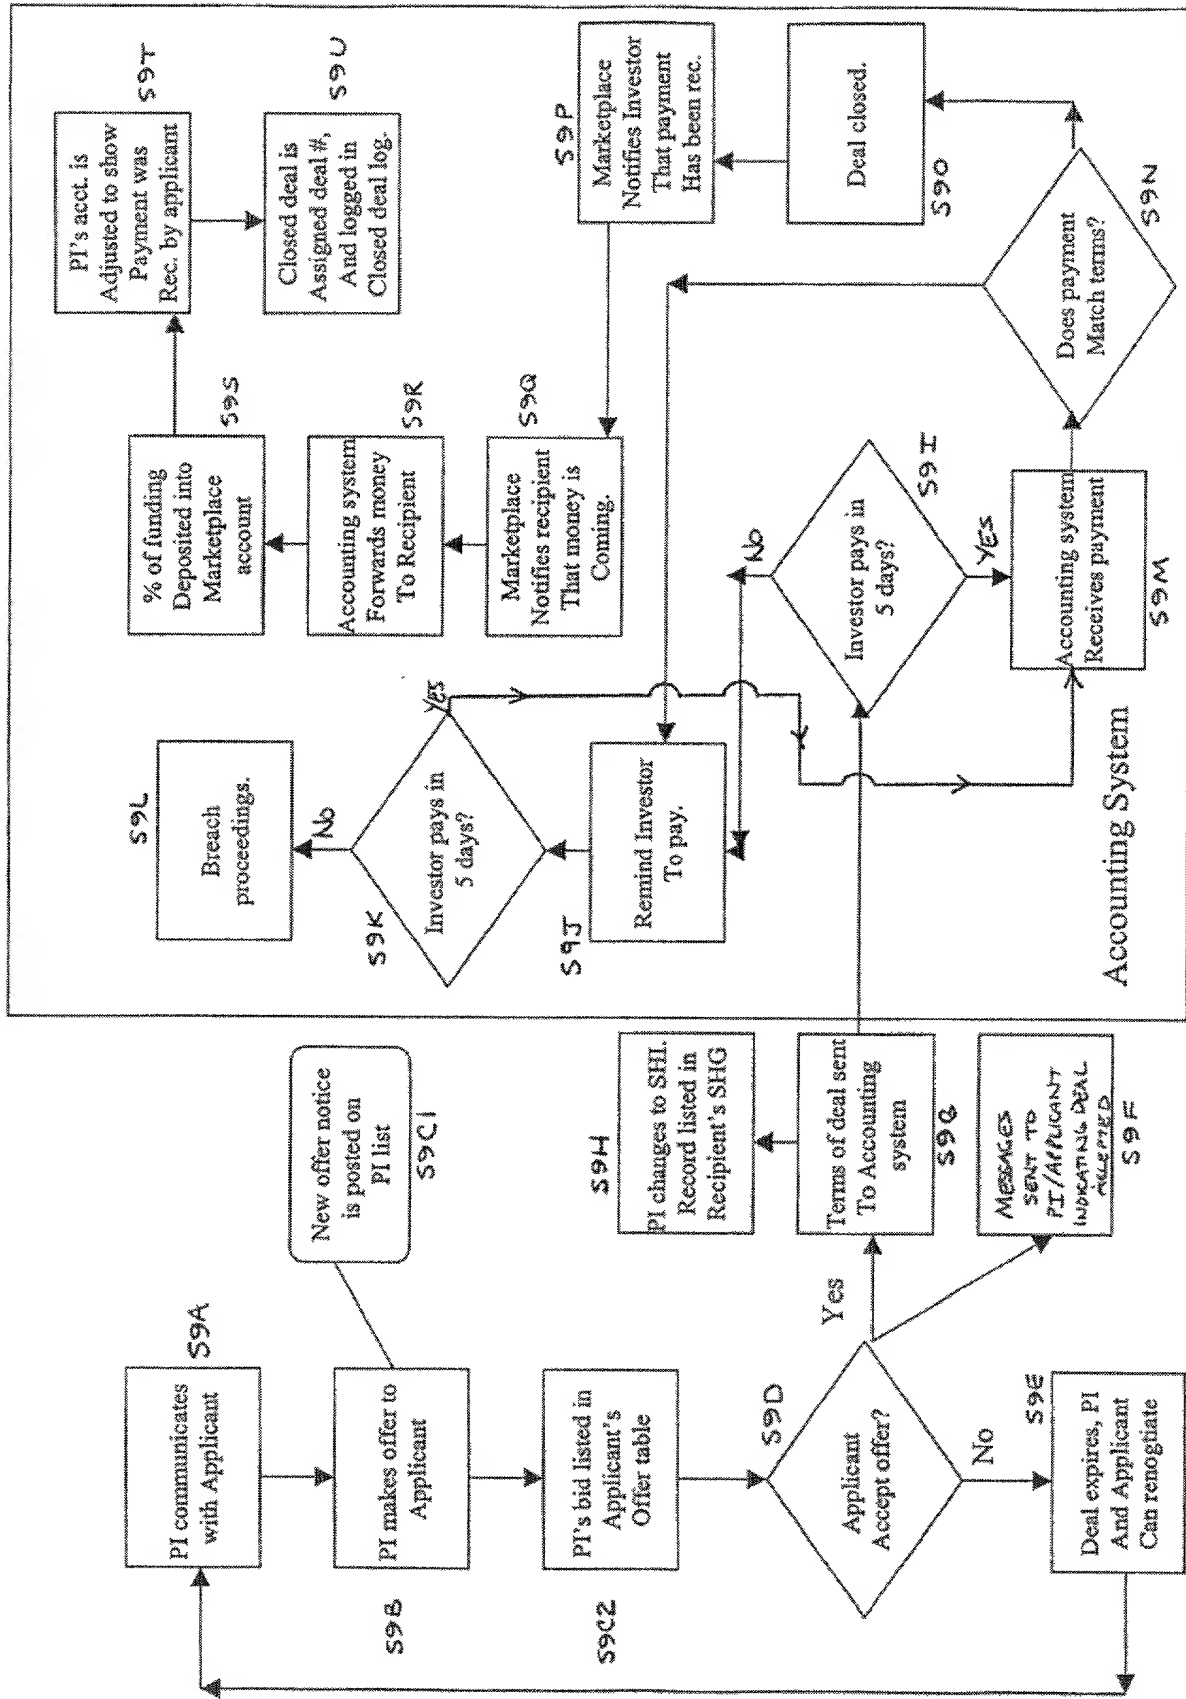 PI communicates
with Applicant
S9A
PI makes offer to
Applicant
S9B
New offer notice
is posted on
PI list
S9C1
PI's bid listed in
Applicant's
Offer table
S9C2
Applicant
Accept offer?
S9D
Yes
No
Deal expires, PI
And Applicant
Can renogtiate
S9E
MESSAGES
SENT TO
PI/APPLICANT
INDICATING DEAL
ACCEPTED
S9F
Terms of deal sent
To Accounting
system
S9G
PI changes to SHI.
Record listed in
Recipient's SHG
S9H
Accounting System
Investor pays in
5 days?
S9I
No
YES
Remind Investor
To pay.
S9J
Investor pays in
5 days?
S9K
Yes
No
Breach
proceedings.
S9L
Accounting system
Receives payment
S9M
Does payment
Match terms?
S9N
Deal closed.
S9O
Marketplace
Notifies Investor
That payment
Has been rec.
S9P
Marketplace
Notifies recipient
That money is
Coming.
S9Q
Accounting system
Forwards money
To Recipient
S9R
% of funding
Deposited into
Marketplace
account
S9S
PI's acct. is
Adjusted to show
Payment was
Rec. by applicant
S9T
Closed deal is
Assigned deal #,
And logged in
Closed deal log.
S9U